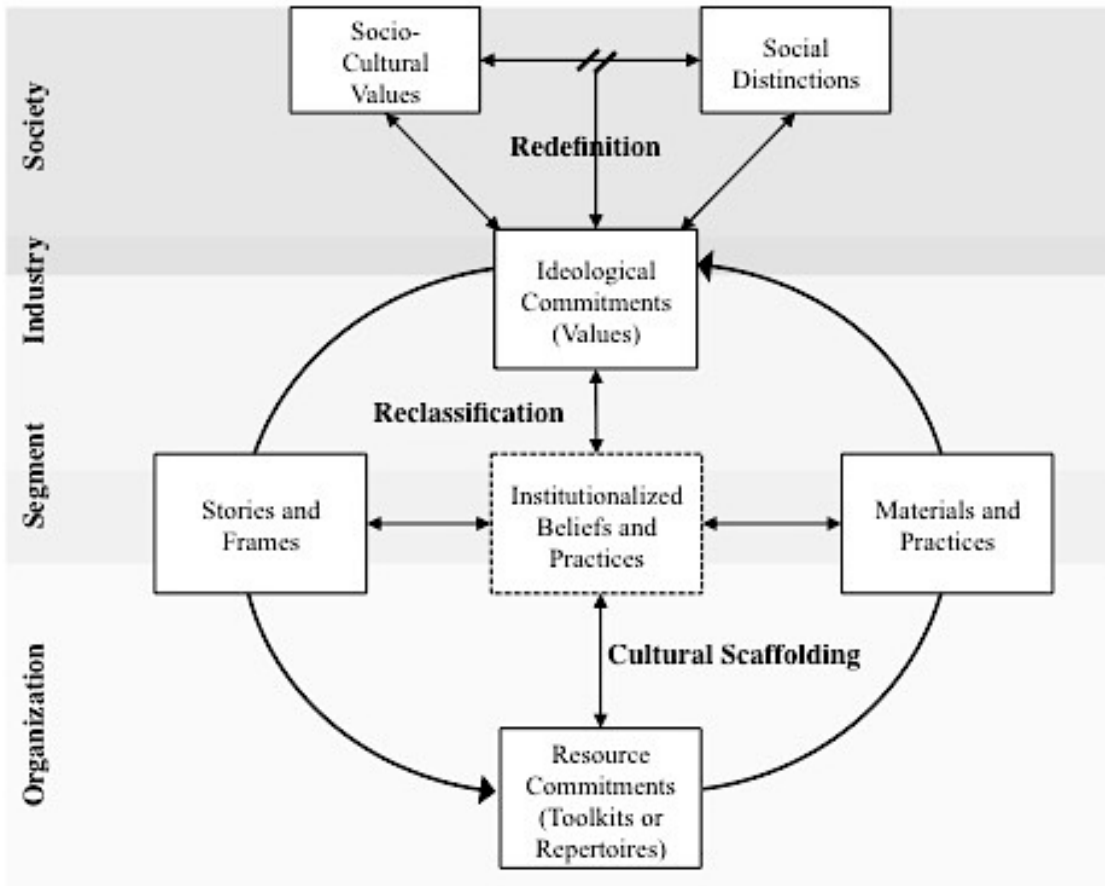 Socio-
Cultural
Values
Social
Distinctions
Society
Redefinition
Industry
Ideological
Commitments
(Values)
Reclassification
Segment
Stories and
Frames
Institutionalized
Beliefs and
Practices
Materials and
Practices
Cultural Scaffolding
Organization
Resource
Commitments
(Toolkits or
Repertoires)